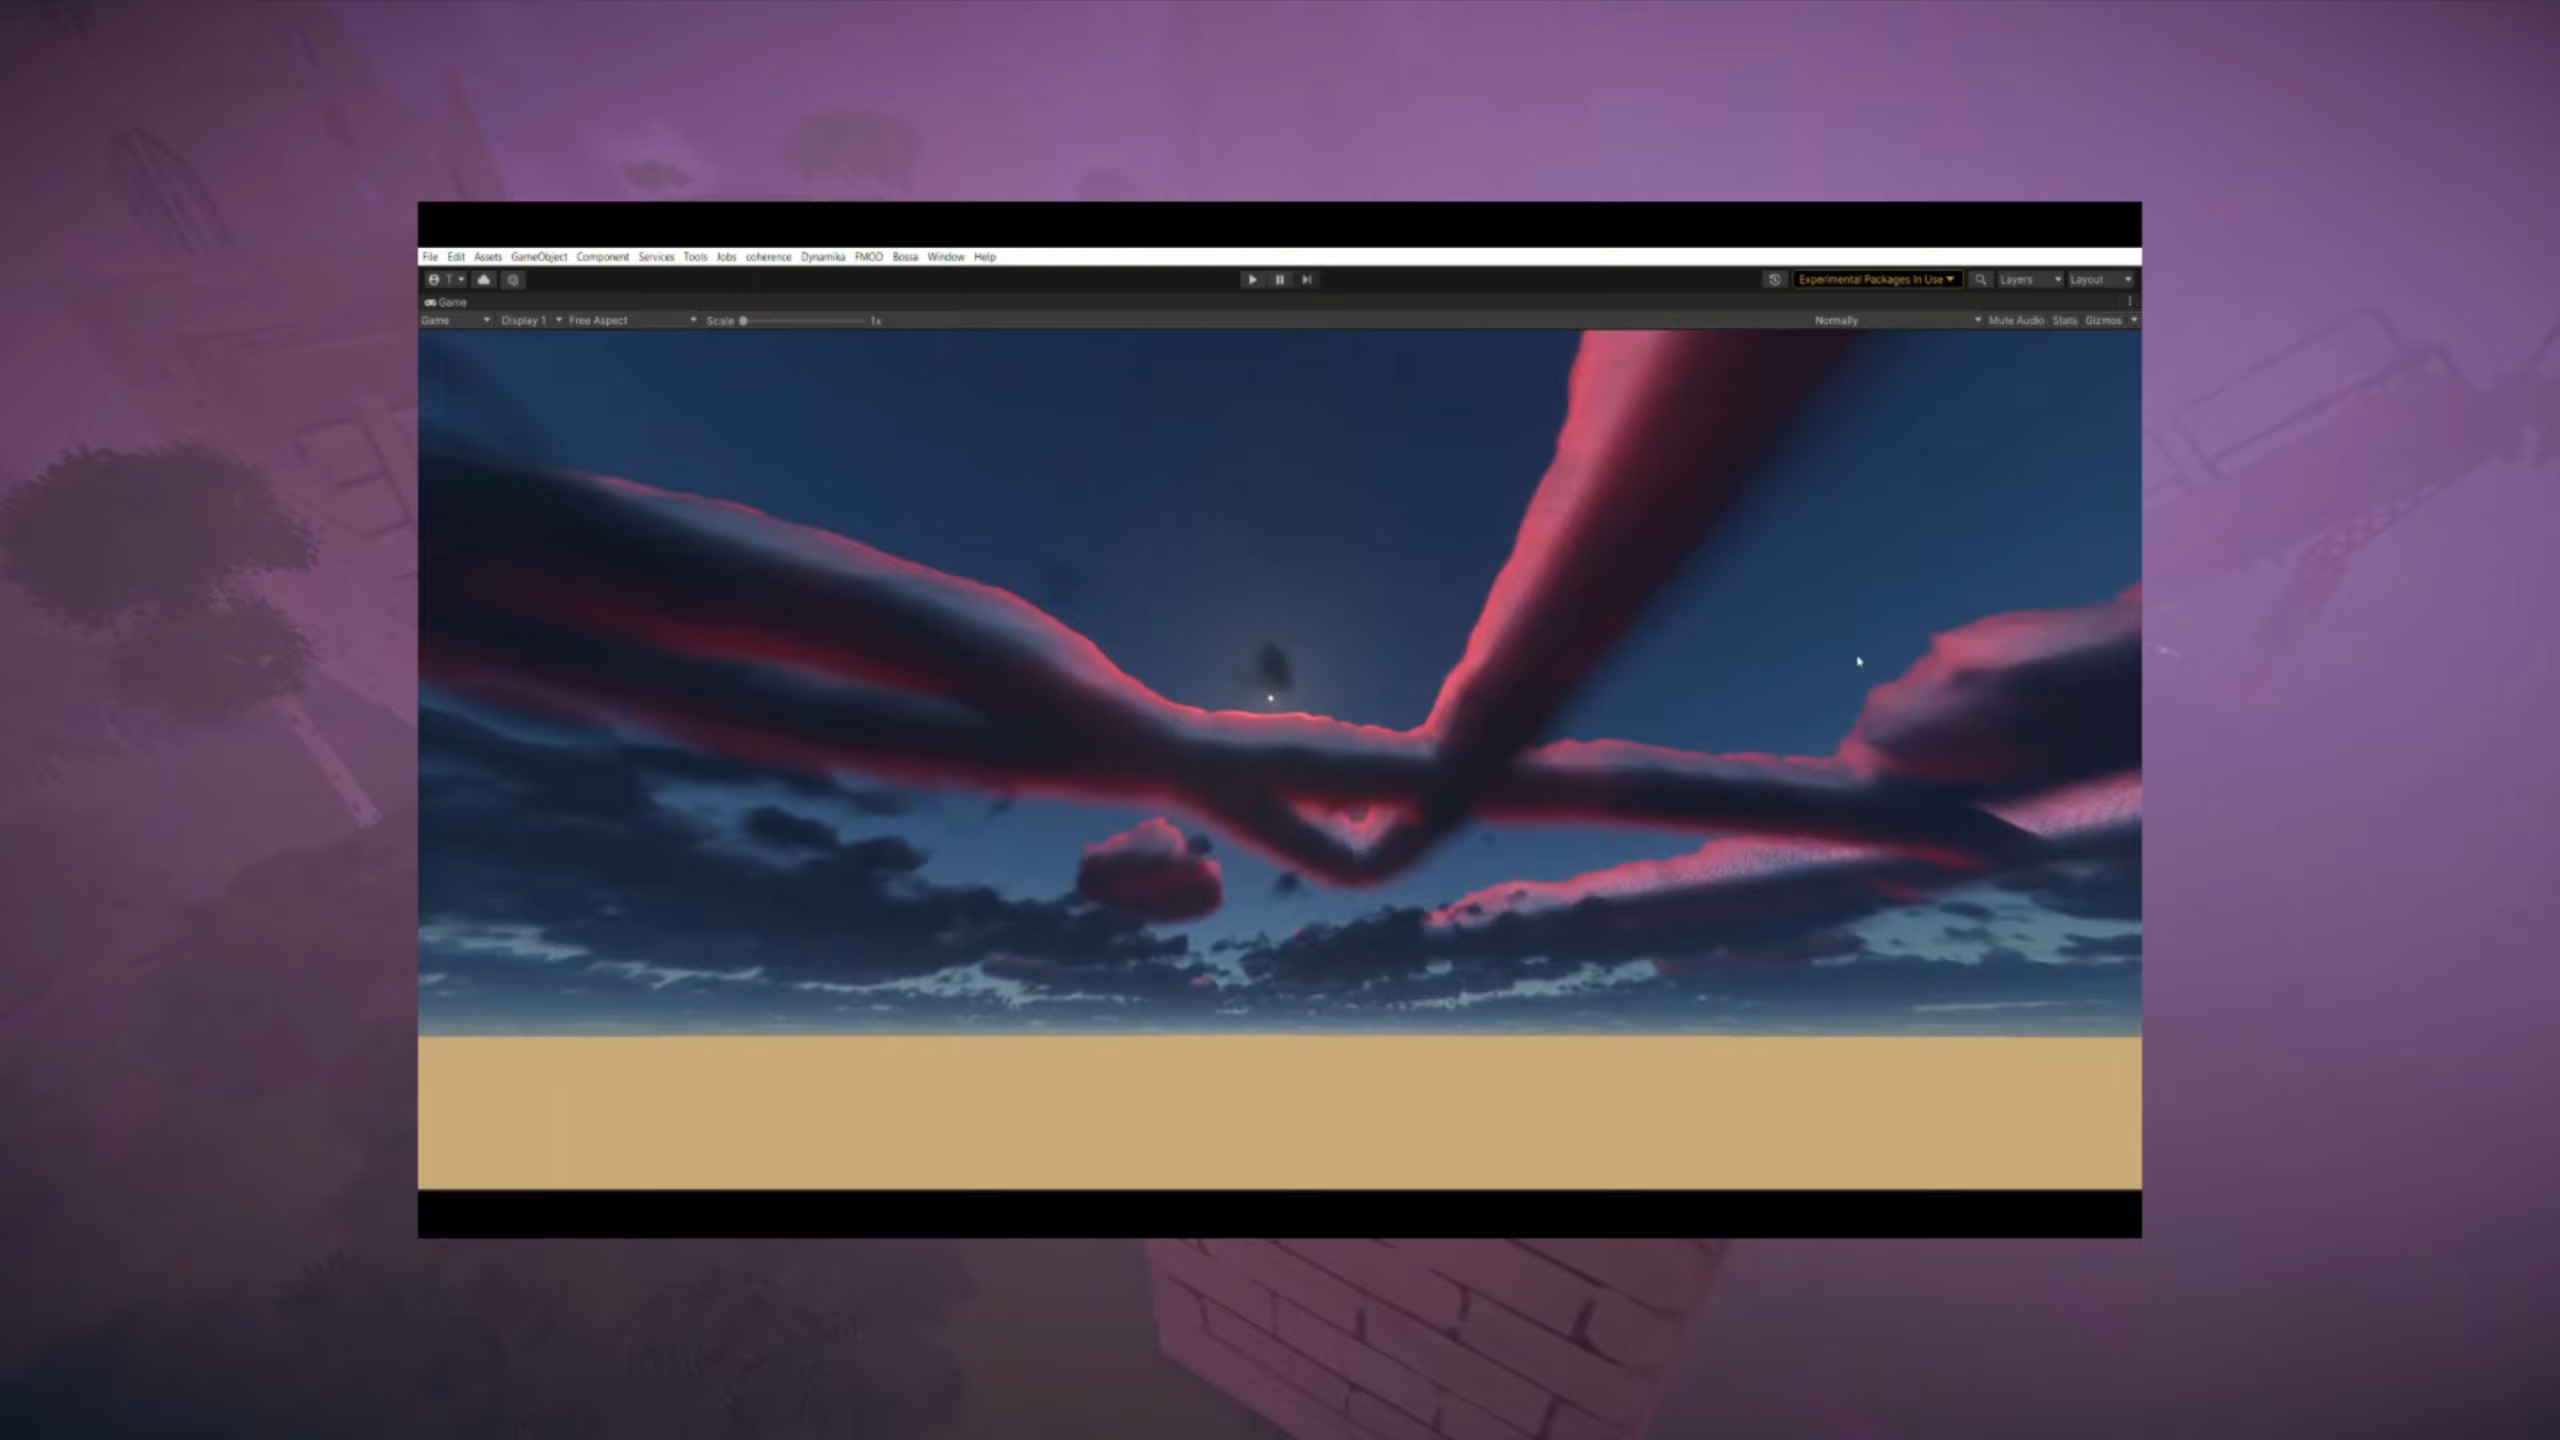 File Edit Assets GameObject Component Services Tools Jobs coherence Dynamika FMOD Bossa Window Help
T Experimental Packages In Use Layers Layout
Game
Game Display 1 Free Aspect Scale 1x Normally Mute Audio Stats Gizmos